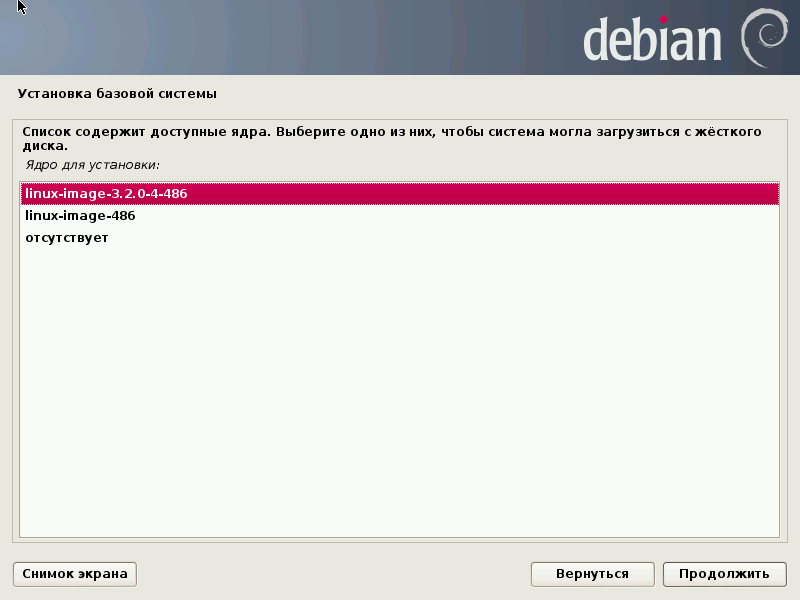 debian
Установка базовой системы
Список содержит доступные ядра. Выберите одно из них, чтобы система могла загрузиться с жёсткого
диска.
Ядро для установки:
linux-image-3.2.0-4-486
linux-image-486
отсутствует
Снимок экрана
Вернуться
Продолжить